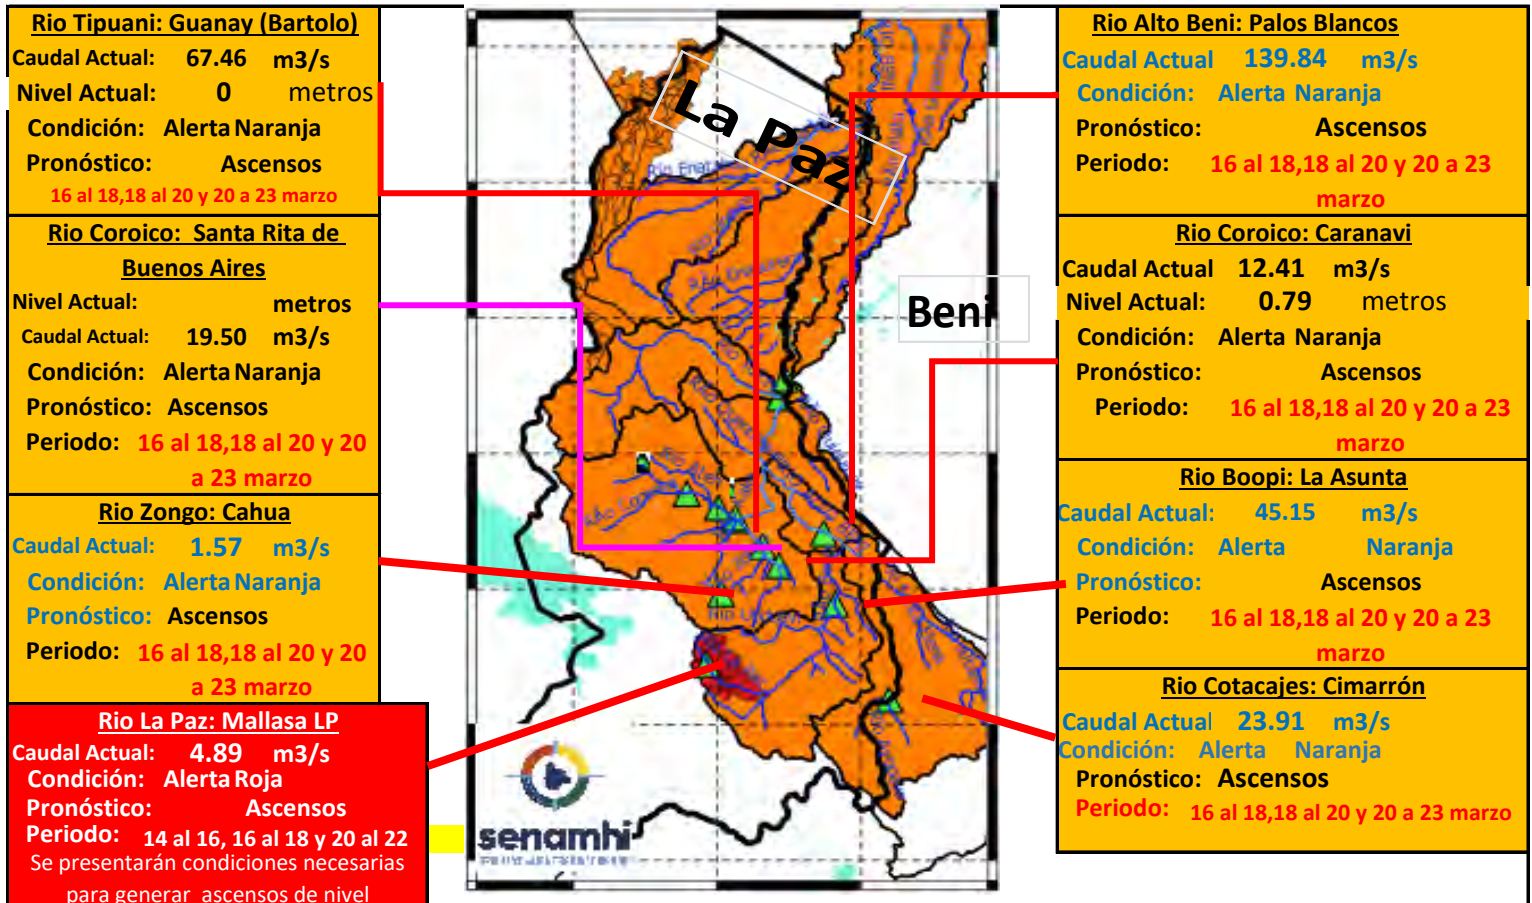 Rio Tipuani: Guanay (Bartolo)
Caudal Actual: 67.46 m3/s
Nivel Actual: 0 metros
Condición: Alerta Naranja
Pronóstico: Ascensos
16 al 18,18 al 20 y 20 a 23 marzo
Rio Coroico: Santa Rita de
Buenos Aires
Nivel Actual: metros
Caudal Actual: 19.50 m3/s
Condición: Alerta Naranja
Pronóstico: Ascensos
Periodo: 16 al 18,18 al 20 y 20
a 23 marzo
Rio Zongo: Cahua
Caudal Actual: 1.57 m3/s
Condición: Alerta Naranja
Pronóstico: Ascensos
Periodo: 16 al 18,18 al 20 y 20
a 23 marzo
Rio La Paz: Mallasa LP
Caudal Actual: 4.89 m3/s
Condición: Alerta Roja
Pronóstico: Ascensos
Periodo: 14 al 16, 16 al 18 y 20 al 22
Se presentarán condiciones necesarias
para generar ascensos de nivel
La Paz
Beni
senamhi
Rio Alto Beni: Palos Blancos
Caudal Actual 139.84 m3/s
Condición: Alerta Naranja
Pronóstico: Ascensos
Periodo: 16 al 18,18 al 20 y 20 a 23
marzo
Rio Coroico: Caranavi
Caudal Actual 12.41 m3/s
Nivel Actual: 0.79 metros
Condición: Alerta Naranja
Pronóstico: Ascensos
Periodo: 16 al 18,18 al 20 y 20 a 23
marzo
Rio Boopi: La Asunta
Caudal Actual: 45.15 m3/s
Condición: Alerta Naranja
Pronóstico: Ascensos
Periodo: 16 al 18,18 al 20 y 20 a 23
marzo
Rio Cotacajes: Cimarrón
Caudal Actual 23.91 m3/s
Condición: Alerta Naranja
Pronóstico: Ascensos
Periodo: 16 al 18,18 al 20 y 20 a 23 marzo